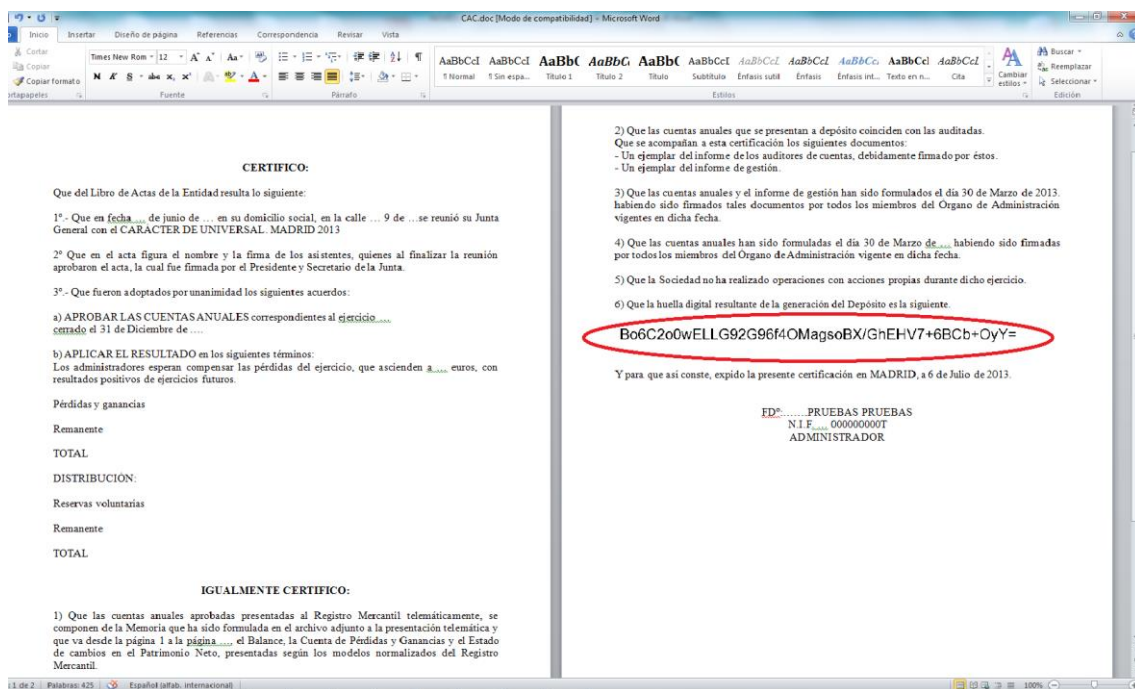 CAC.doc [Modo de compatibilidad] - Microsoft Word
Inicio Insertar Diseño de página Referencias Correspondencia Revisar Vista
Cortar
Copiar
Copiar formato
Times New Rom 12
Buscar
Reemplazar
Seleccionar
AaBbCcI AaBbCcI AaBbC AaBbC AaBbC AaBbCcI AaBbCcI AaBbCcI AaBbCc AaBbCcI AaBbCcI
¶ Normal ¶ Sin espa... Título 1 Título 2 Título Subtítulo Énfasis sutil Énfasis Énfasis int... Texto en n... Cita
Cambiar estilos
Fuente Párrafo Estilos Edición
CERTIFICO:
Que del Libro de Actas de la Entidad resulta lo siguiente:
1º.- Que en fecha ... de junio de ... en su domicilio social, en la calle ... 9 de ...se reunió su Junta
General con el CARÁCTER DE UNIVERSAL. MADRID 2013
2º Que en el acta figura el nombre y la firma de los asistentes, quienes al finalizar la reunión
aprobaron el acta, la cual fue firmada por el Presidente y Secretario de la Junta.
3º.- Que fueron adoptados por unanimidad los siguientes acuerdos:
a) APROBAR LAS CUENTAS ANUALES correspondientes al ejercicio ...
cerrado el 31 de Diciembre de ....
b) APLICAR EL RESULTADO en los siguientes términos:
Los administradores esperan compensar las pérdidas del ejercicio, que ascienden a .... euros, con
resultados positivos de ejercicios futuros.
Pérdidas y ganancias
Remanente
TOTAL
DISTRIBUCIÓN:
Reservas voluntarias
Remanente
TOTAL
IGUALMENTE CERTIFICO:
1) Que las cuentas anuales aprobadas presentadas al Registro Mercantil telemáticamente, se
componen de la Memoria que ha sido formulada en el archivo adjunto a la presentación telemática y
que va desde la página 1 a la página ...., el Balance, la Cuenta de Pérdidas y Ganancias y el Estado
de cambios en el Patrimonio Neto, presentadas según los modelos normalizados del Registro
Mercantil.
2) Que las cuentas anuales que se presentan a depósito coinciden con las auditadas.
Que se acompañan a esta certificación los siguientes documentos:
- Un ejemplar del informe de los auditores de cuentas, debidamente firmado por éstos.
- Un ejemplar del informe de gestión.
3) Que las cuentas anuales y el informe de gestión han sido formulados el día 30 de Marzo de 2013.
habiendo sido firmados tales documentos por todos los miembros del Órgano de Administración
vigentes en dicha fecha.
4) Que las cuentas anuales han sido formuladas el día 30 de Marzo de .... habiendo sido firmadas
por todos los miembros del Órgano de Administración vigente en dicha fecha.
5) Que la Sociedad no ha realizado operaciones con acciones propias durante dicho ejercicio.
6) Que la huella digital resultante de la generación del Depósito es la siguiente.
Bo6C2o0wELLG92G96f4OMagsoBX/GhEHV7+6BCb+OyY=
Y para que así conste, expido la presente certificación en MADRID, a 6 de Julio de 2013.
FDº:.......PRUEBAS PRUEBAS
N.I.F..... 000000000T
ADMINISTRADOR
1 de 2 Palabras: 425 Español (alfab. internacional) 100%